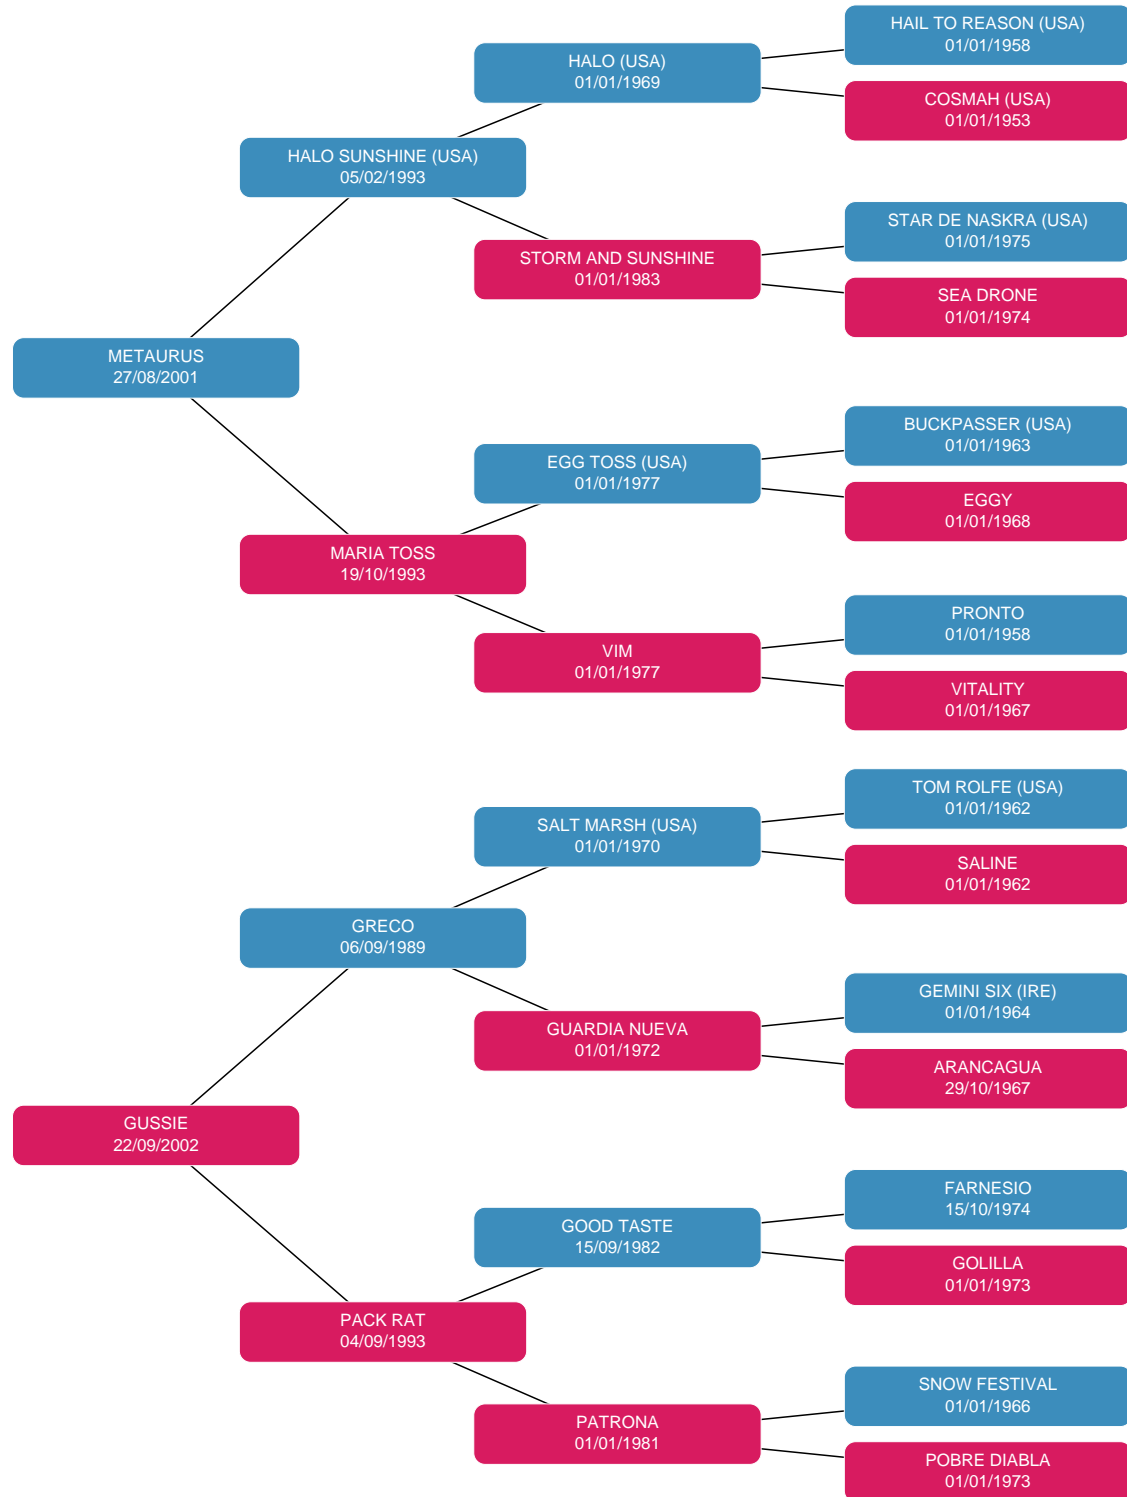 HAIL TO REASON (USA)
01/01/1958
HALO (USA)
01/01/1969
COSMAH (USA)
01/01/1953
HALO SUNSHINE (USA)
05/02/1993
STAR DE NASKRA (USA)
01/01/1975
STORM AND SUNSHINE
01/01/1983
SEA DRONE
01/01/1974
METAURUS
27/08/2001
BUCKPASSER (USA)
01/01/1963
EGG TOSS (USA)
01/01/1977
EGGY
01/01/1968
MARIA TOSS
19/10/1993
PRONTO
01/01/1958
VIM
01/01/1977
VITALITY
01/01/1967
TOM ROLFE (USA)
01/01/1962
SALT MARSH (USA)
01/01/1970
SALINE
01/01/1962
GRECO
06/09/1989
GEMINI SIX (IRE)
01/01/1964
GUARDIA NUEVA
01/01/1972
ARANCAGUA
29/10/1967
GUSSIE
22/09/2002
FARNESIO
15/10/1974
GOOD TASTE
15/09/1982
GOLILLA
01/01/1973
PACK RAT
04/09/1993
SNOW FESTIVAL
01/01/1966
PATRONA
01/01/1981
POBRE DIABLA
01/01/1973